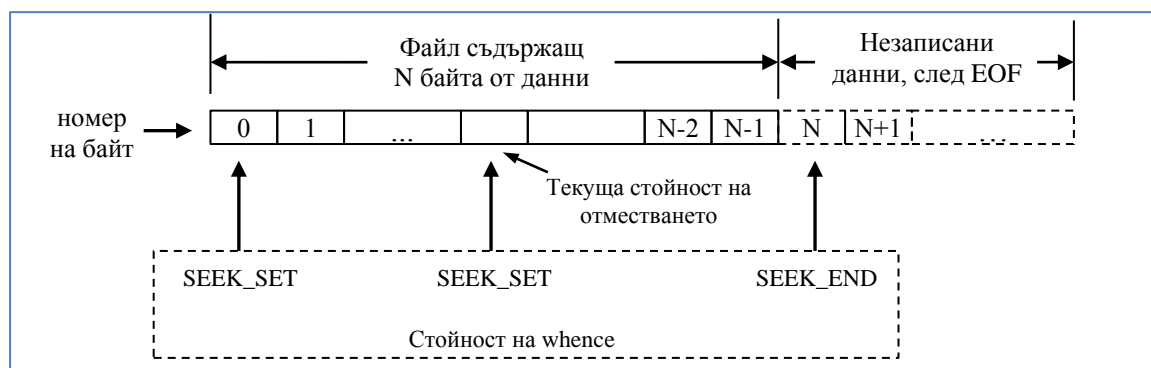 Файл съдържащ
N байта от данни
Незаписани
данни, след EOF
номер
на байт
0 1 ... N-2 N-1 N N+1 ...
Текуща стойност на
отместването
SEEK_SET SEEK_SET SEEK_END
Стойност на whence